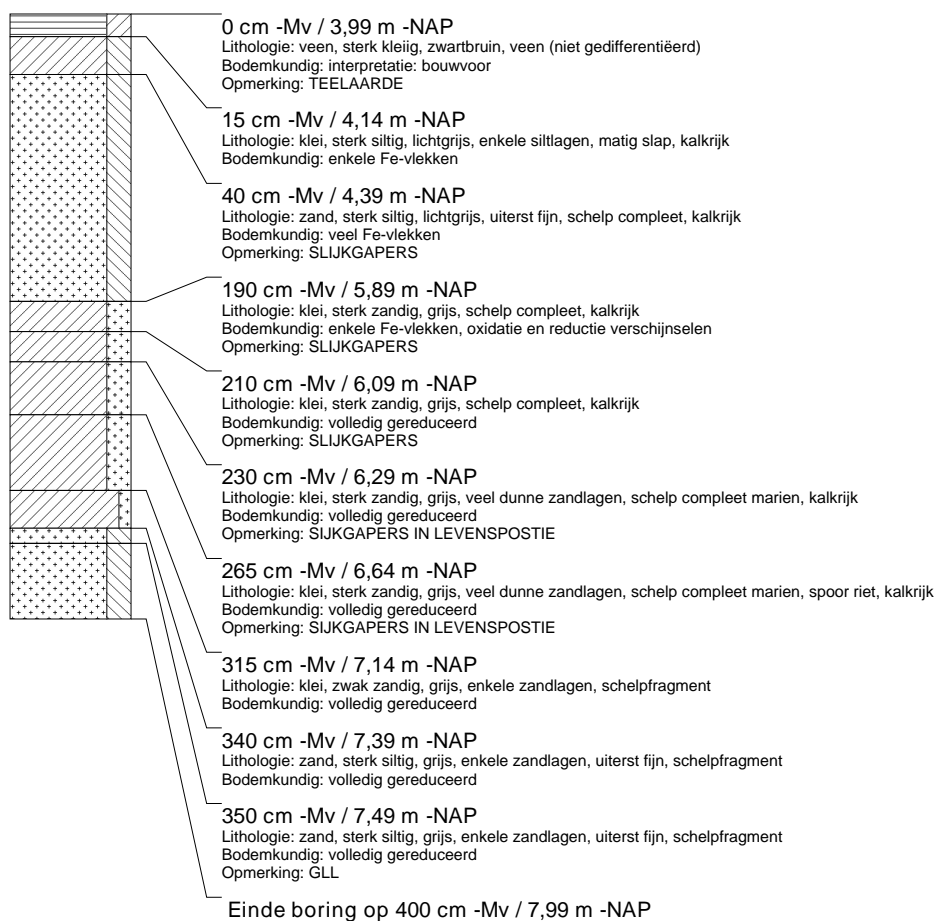 0 cm -Mv / 3,99 m -NAP
Lithologie: veen, sterk kleiig, zwartbruin, veen (niet gedifferentiëerd)
Bodemkundig: interpretatie: bouwvoor
Opmerking: TEELAARDE
15 cm -Mv / 4,14 m -NAP
Lithologie: klei, sterk siltig, lichtgrijs, enkele siltlagen, matig slap, kalkrijk
Bodemkundig: enkele Fe-vlekken
40 cm -Mv / 4,39 m -NAP
Lithologie: zand, sterk siltig, lichtgrijs, uiterst fijn, schelp compleet, kalkrijk
Bodemkundig: veel Fe-vlekken
Opmerking: SLIJKGAPERS
190 cm -Mv / 5,89 m -NAP
Lithologie: klei, sterk zandig, grijs, schelp compleet, kalkrijk
Bodemkundig: enkele Fe-vlekken, oxidatie en reductie verschijnselen
Opmerking: SLIJKGAPERS
210 cm -Mv / 6,09 m -NAP
Lithologie: klei, sterk zandig, grijs, schelp compleet, kalkrijk
Bodemkundig: volledig gereduceerd
Opmerking: SLIJKGAPERS
230 cm -Mv / 6,29 m -NAP
Lithologie: klei, sterk zandig, grijs, veel dunne zandlagen, schelp compleet marien, kalkrijk
Bodemkundig: volledig gereduceerd
Opmerking: SIJKGAPERS IN LEVENSPOSTIE
265 cm -Mv / 6,64 m -NAP
Lithologie: klei, sterk zandig, grijs, veel dunne zandlagen, schelp compleet marien, spoor riet, kalkrijk
Bodemkundig: volledig gereduceerd
Opmerking: SIJKGAPERS IN LEVENSPOSTIE
315 cm -Mv / 7,14 m -NAP
Lithologie: klei, zwak zandig, grijs, enkele zandlagen, schelpfragment
Bodemkundig: volledig gereduceerd
340 cm -Mv / 7,39 m -NAP
Lithologie: zand, sterk siltig, grijs, enkele zandlagen, uiterst fijn, schelpfragment
Bodemkundig: volledig gereduceerd
350 cm -Mv / 7,49 m -NAP
Lithologie: zand, sterk siltig, grijs, enkele zandlagen, uiterst fijn, schelpfragment
Bodemkundig: volledig gereduceerd
Opmerking: GLL
Einde boring op 400 cm -Mv / 7,99 m -NAP